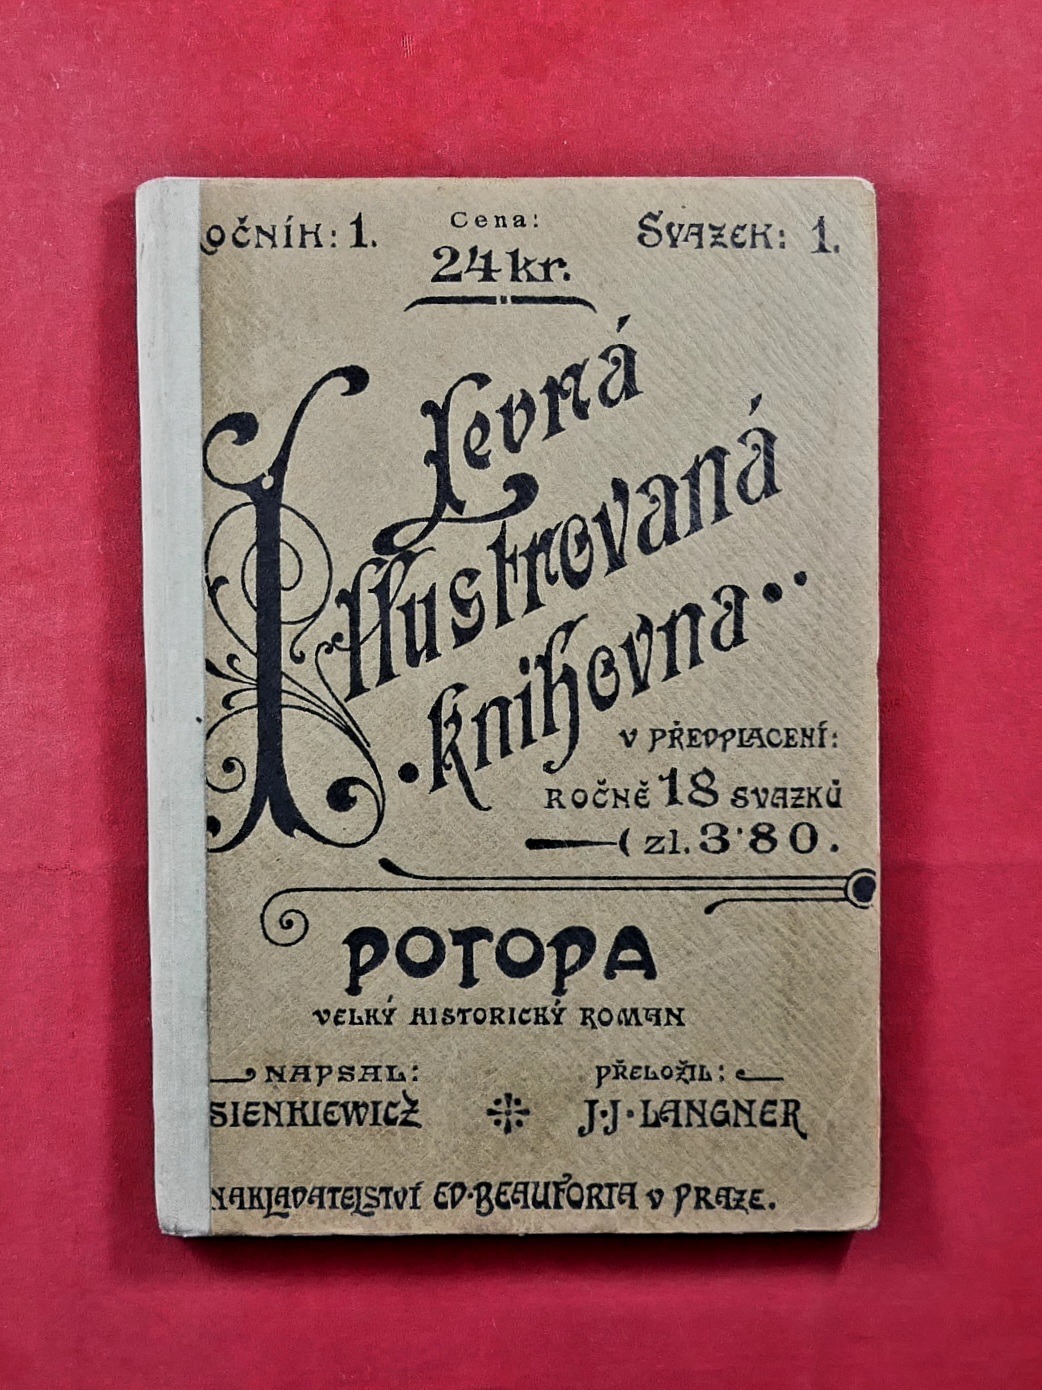 OČNÍK: 1.
Cena:
24 kr.
SVAZEK: 1.
Levná
Illustrovaná
knihovna
V PŘEDPLACENÍ:
ROČNĚ 18 SVAZKŮ
zl. 3·80.
POTOPA
VELKÝ HISTORICKÝ ROMAN
NAPSAL:
SIENKIEWICZ
PŘELOŽIL:
J·J·LANGNER
NAKLADATELSTVÍ ED·BEAUFORTA V PRAZE.